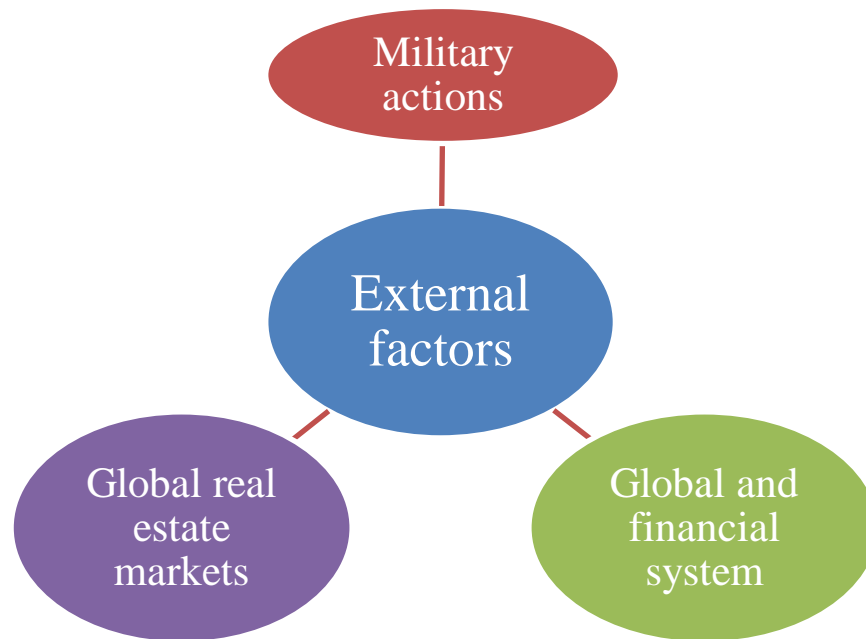 Military
actions
External
factors
Global real
estate
markets
Global and
financial
system